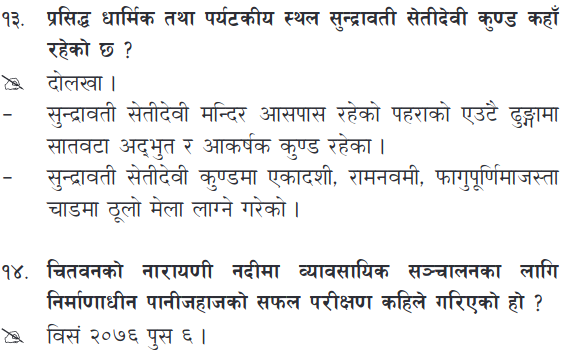 १३. प्रसिद्ध धार्मिक तथा पर्यटकीय स्थल सुन्द्रावती सेतीदेवी कुण्ड कहाँ
रहेको छ ?
दोलखा ।
– सुन्द्रावती सेतीदेवी मन्दिर आसपास रहेको पहराको एउटै ढुङ्गामा
सातवटा अद्‌भुत र आकर्षक कुण्ड रहेका ।
– सुन्द्रावती सेतीदेवी कुण्डमा एकादशी, रामनवमी, फागुपूर्णिमाजस्ता
चाडमा ठूलो मेला लाग्ने गरेको ।
१४. चितवनको नारायणी नदीमा व्यावसायिक सञ्चालनका लागि
निर्माणाधीन पानीजहाजको सफल परीक्षण कहिले गरिएको हो ?
विसं २०७६ पुस ६ ।